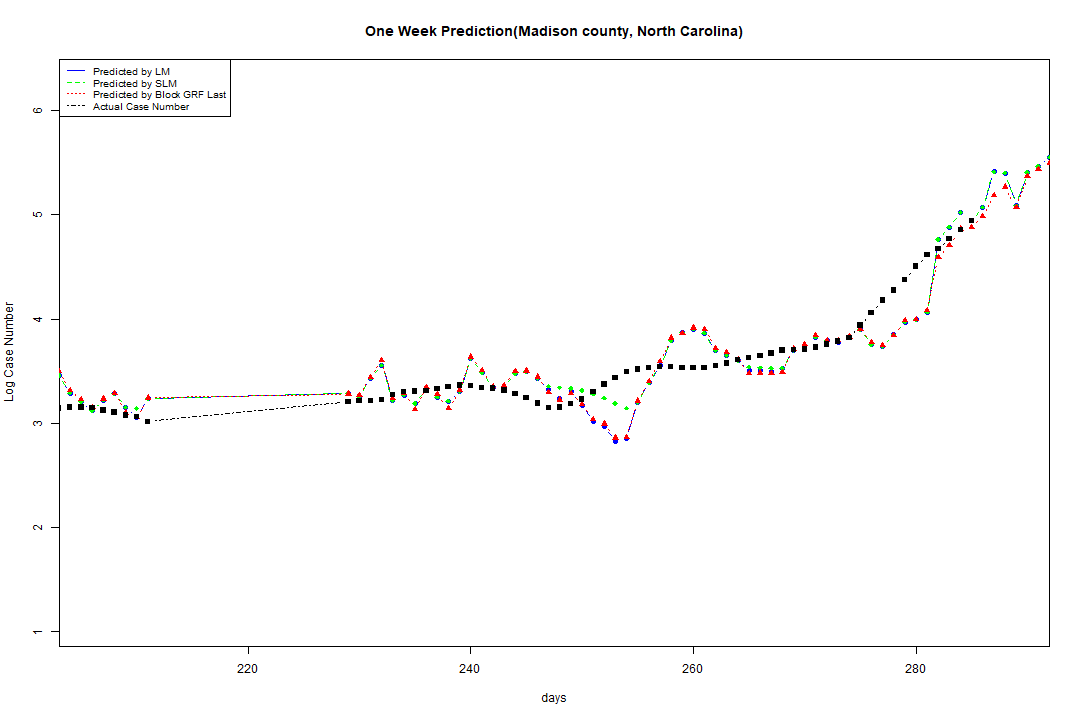 One Week Prediction(Madison county, North Carolina)
Predicted by LM
Predicted by SLM
Predicted by Block GRF Last
Actual Case Number
6
5
4
3
2
1
Log Case Number
220 240 260 280
days